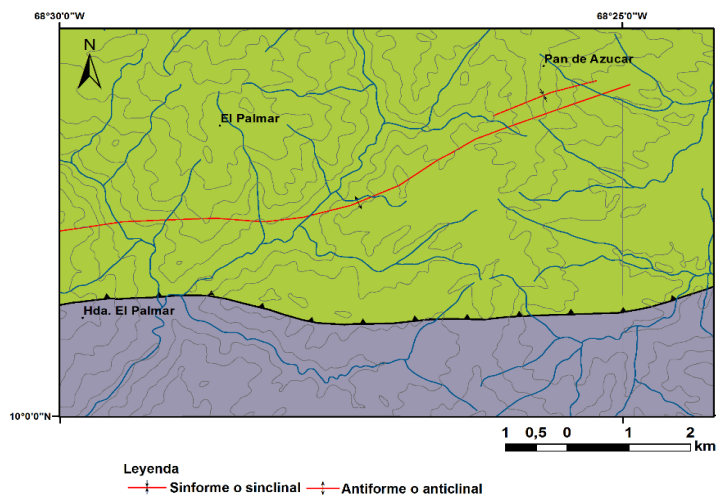 68°30'0"W 68°25'0"W
N
Pan de Azucar
El Palmar
Hda. El Palmar
10°0'0"N
1 0,5 0 1 2
km
Leyenda
Sinforme o sinclinal Antiforme o anticlinal